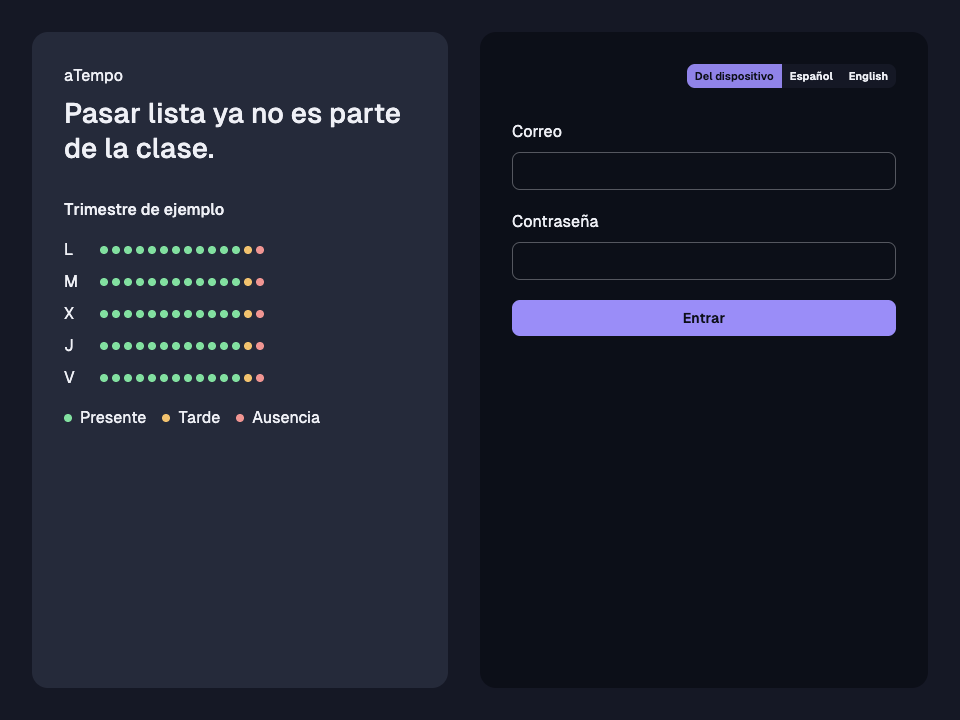 aTempo
Pasar lista ya no es parte
de la clase.
Trimestre de ejemplo
L
M
X
J
V
Presente Tarde Ausencia
Del dispositivo Español English
Correo
Contraseña
Entrar